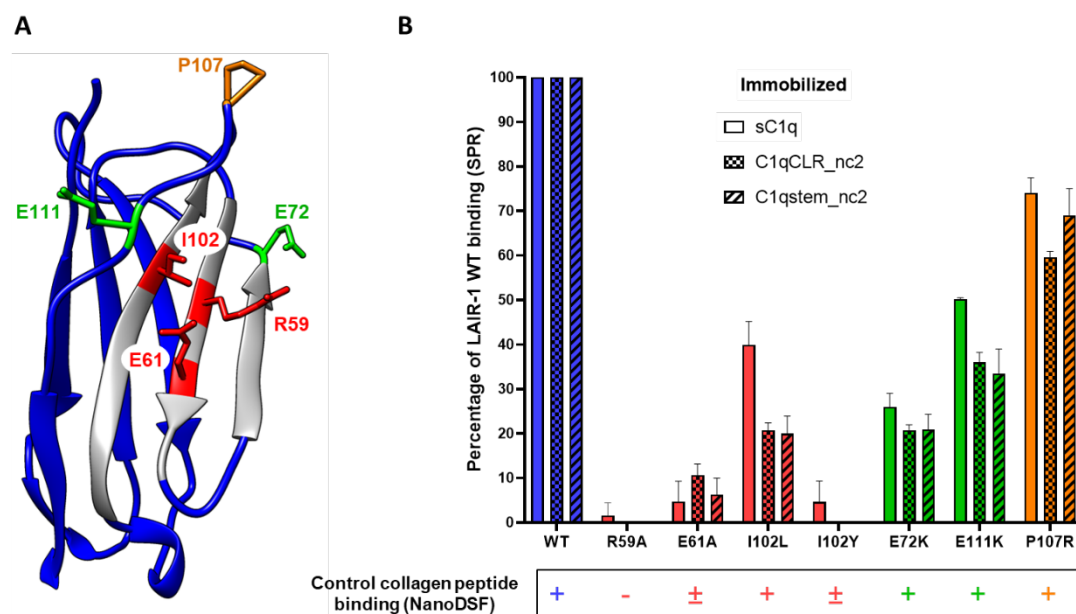 A
P107
E111
E72
I102
R59
E61
B
Percentage of LAIR-1 WT binding (SPR)
100
90
80
70
60
50
40
30
20
10
0
Immobilized
sC1q
C1qCLR_nc2
C1qstem_nc2
WT R59A E61A I102L I102Y E72K E111K P107R
Control collagen peptide
binding (NanoDSF)
+ - ± + ± + + +